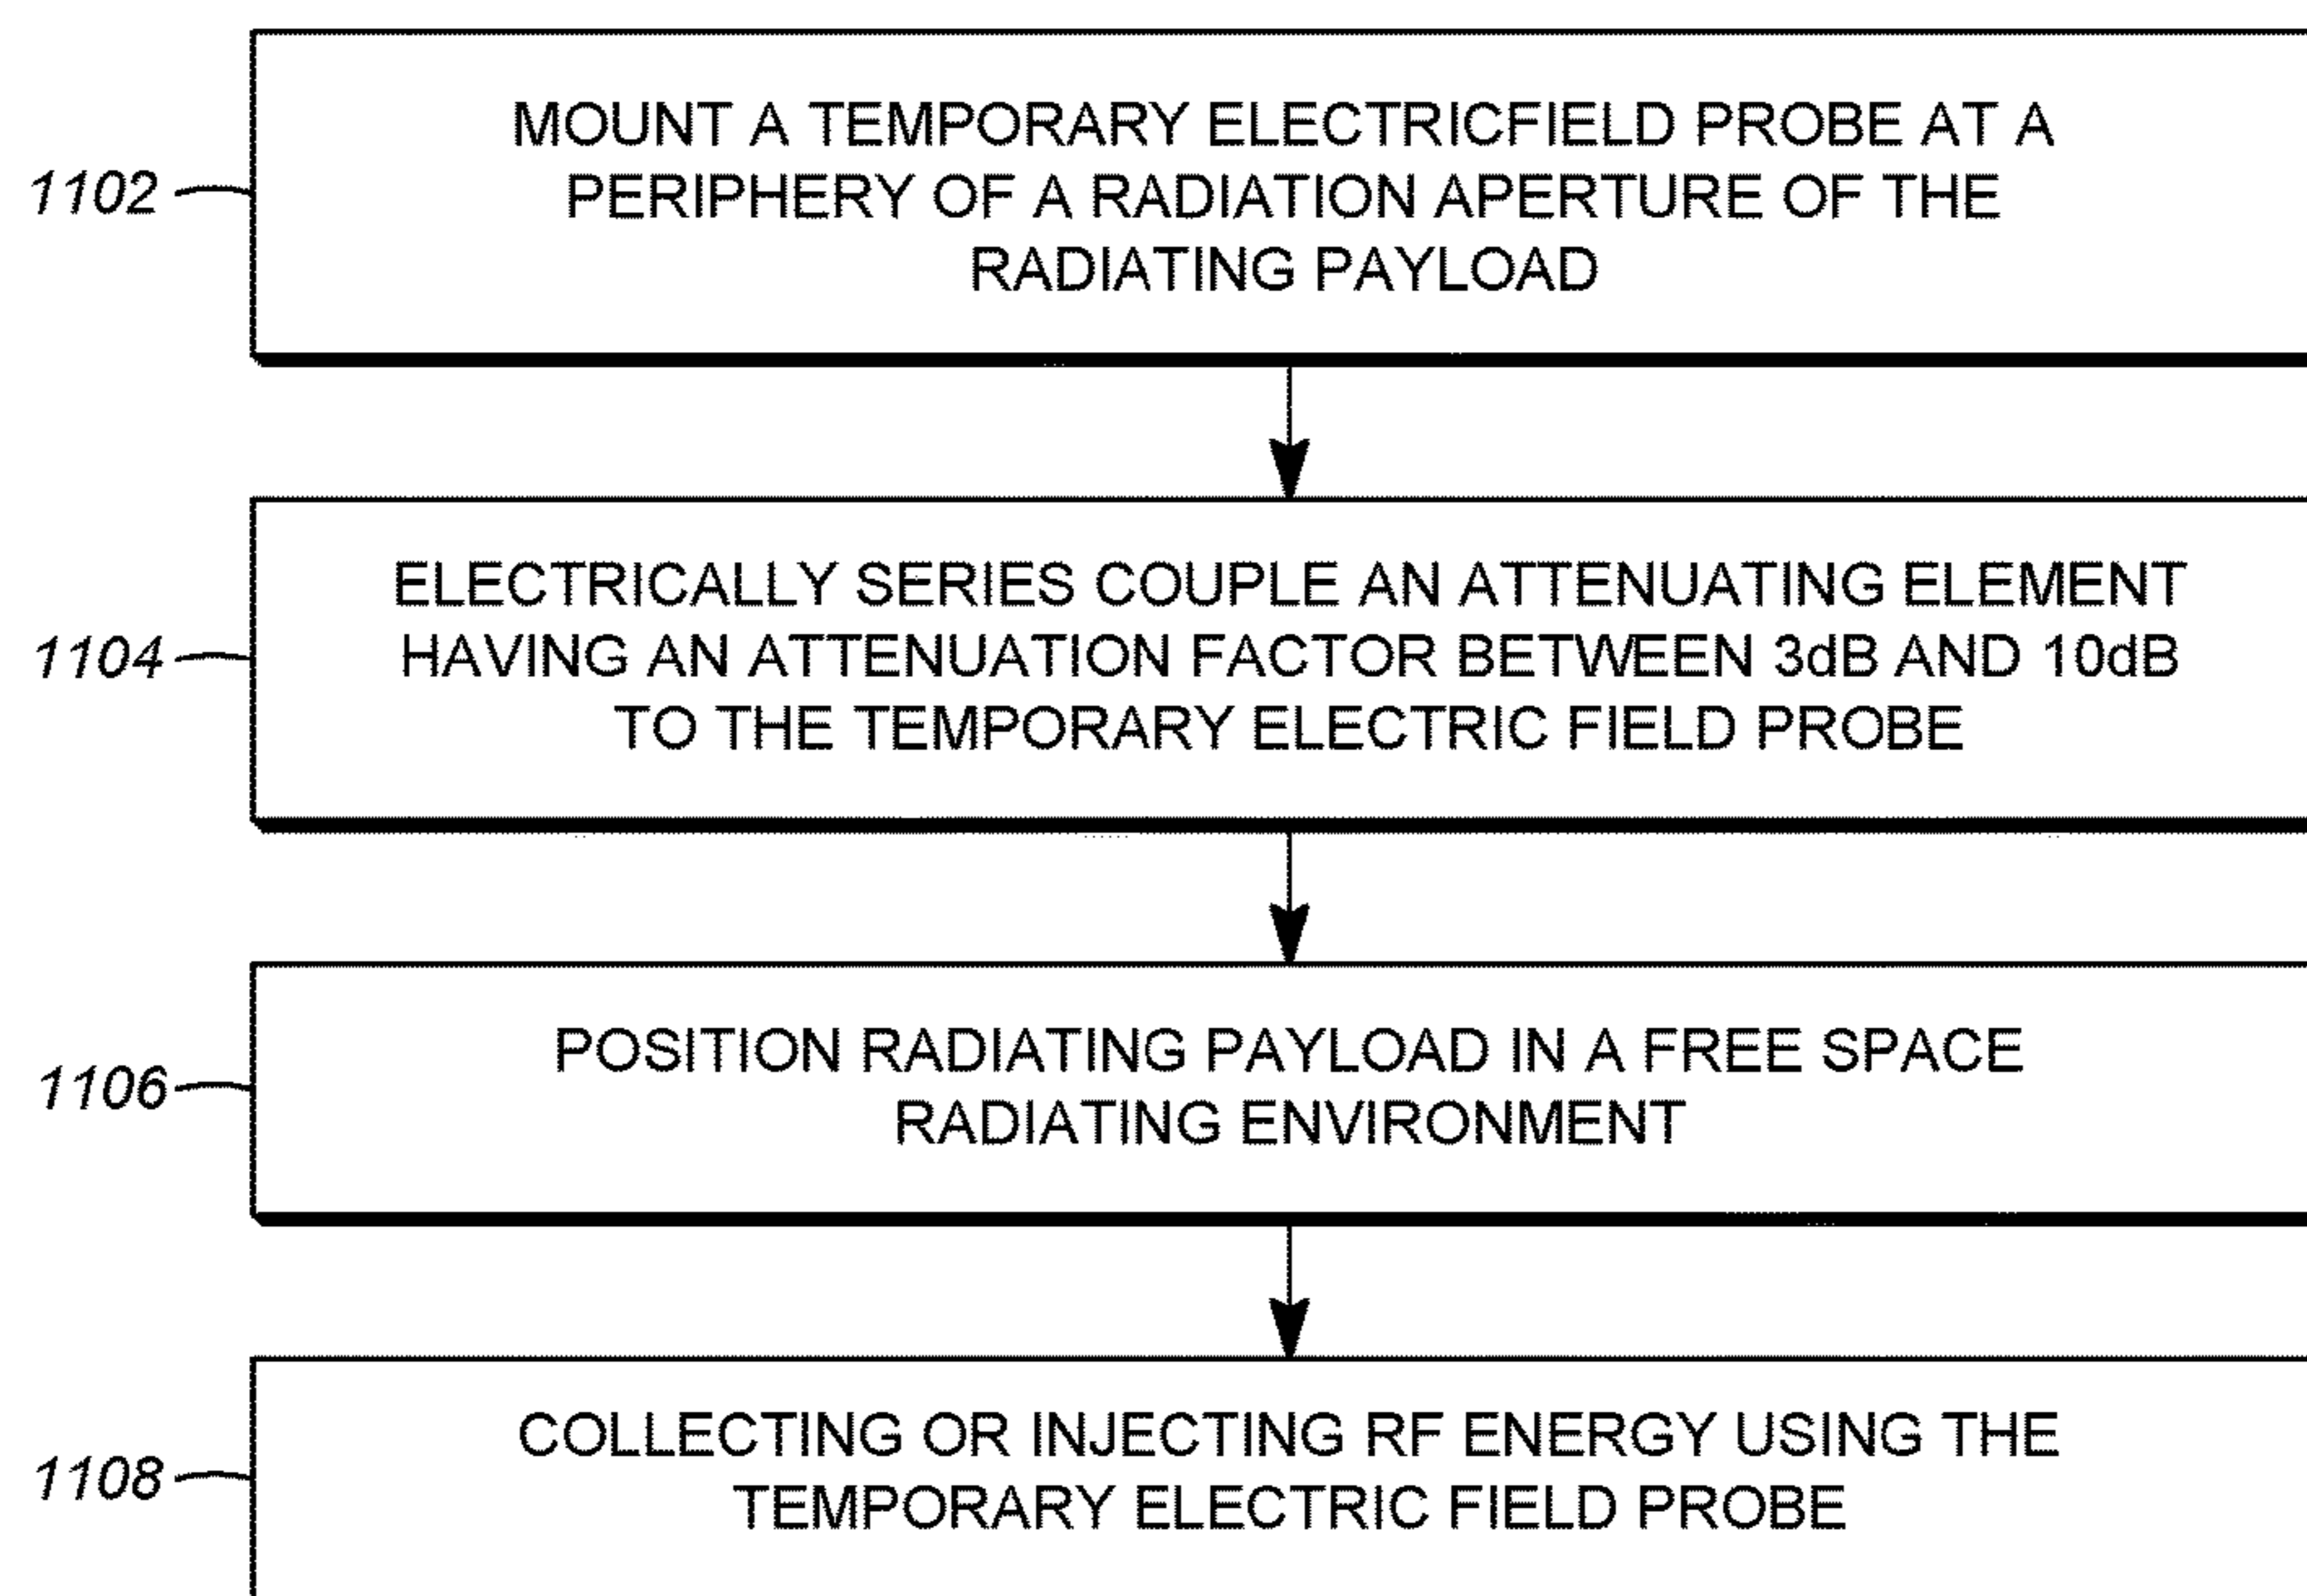 MOUNT A TEMPORARY ELECTRICFIELD PROBE AT A
1102
PERIPHERY OF A RADIATION APERTURE OF THE
RADIATING PAYLOAD
ELECTRICALLY SERIES COUPLE AN ATTENUATING ELEMENT
1104
HAVING AN ATTENUATION FACTOR BETWEEN 3dB AND 10dB
TO THE TEMPORARY ELECTRIC FIELD PROBE
POSITION RADIATING PAYLOAD IN A FREE SPACE
1106
RADIATING ENVIRONMENT
COLLECTING OR INJECTING RF ENERGY USING THE
1108
TEMPORARY ELECTRIC FIELD PROBE